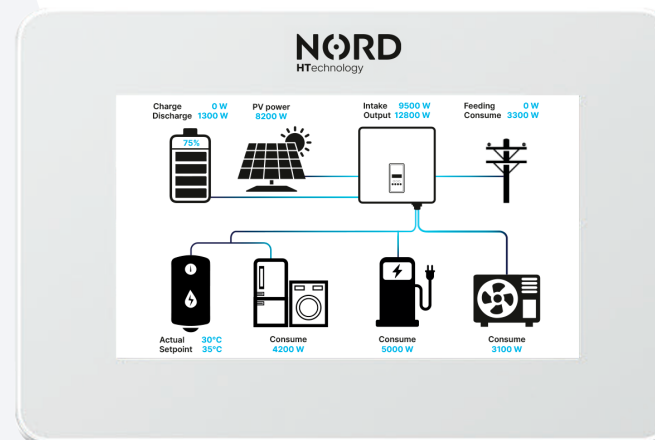 NORD
HTechnology
Charge 0 W
Discharge 1300 W
PV power
8200 W
Intake 9500 W
Output 12800 W
Feeding 0 W
Consume 3300 W
75%
Actual 30°C
Setpoint 35°C
Consume
4200 W
Consume
5000 W
Consume
3100 W